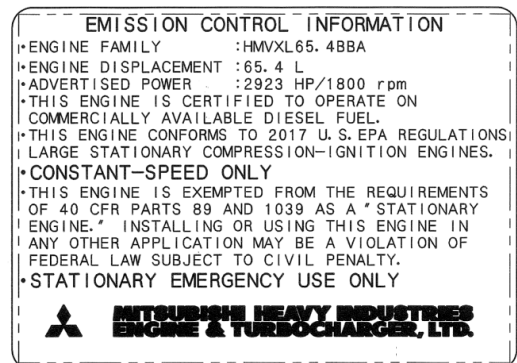 EMISSION CONTROL INFORMATION
•ENGINE FAMILY :HMVXL65.4BBA
•ENGINE DISPLACEMENT :65.4 L
•ADVERTISED POWER :2923 HP/1800 rpm
•THIS ENGINE IS CERTIFIED TO OPERATE ON
COMMERCIALLY AVAILABLE DIESEL FUEL.
•THIS ENGINE CONFORMS TO 2017 U.S.EPA REGULATIONS
LARGE STATIONARY COMPRESSION-IGNITION ENGINES.
•CONSTANT-SPEED ONLY
•THIS ENGINE IS EXEMPTED FROM THE REQUIREMENTS
OF 40 CFR PARTS 89 AND 1039 AS A "STATIONARY
ENGINE." INSTALLING OR USING THIS ENGINE IN
ANY OTHER APPLICATION MAY BE A VIOLATION OF
FEDERAL LAW SUBJECT TO CIVIL PENALTY.
•STATIONARY EMERGENCY USE ONLY
MITSUBISHI HEAVY INDUSTRIES
ENGINE & TURBOCHARGER, LTD.